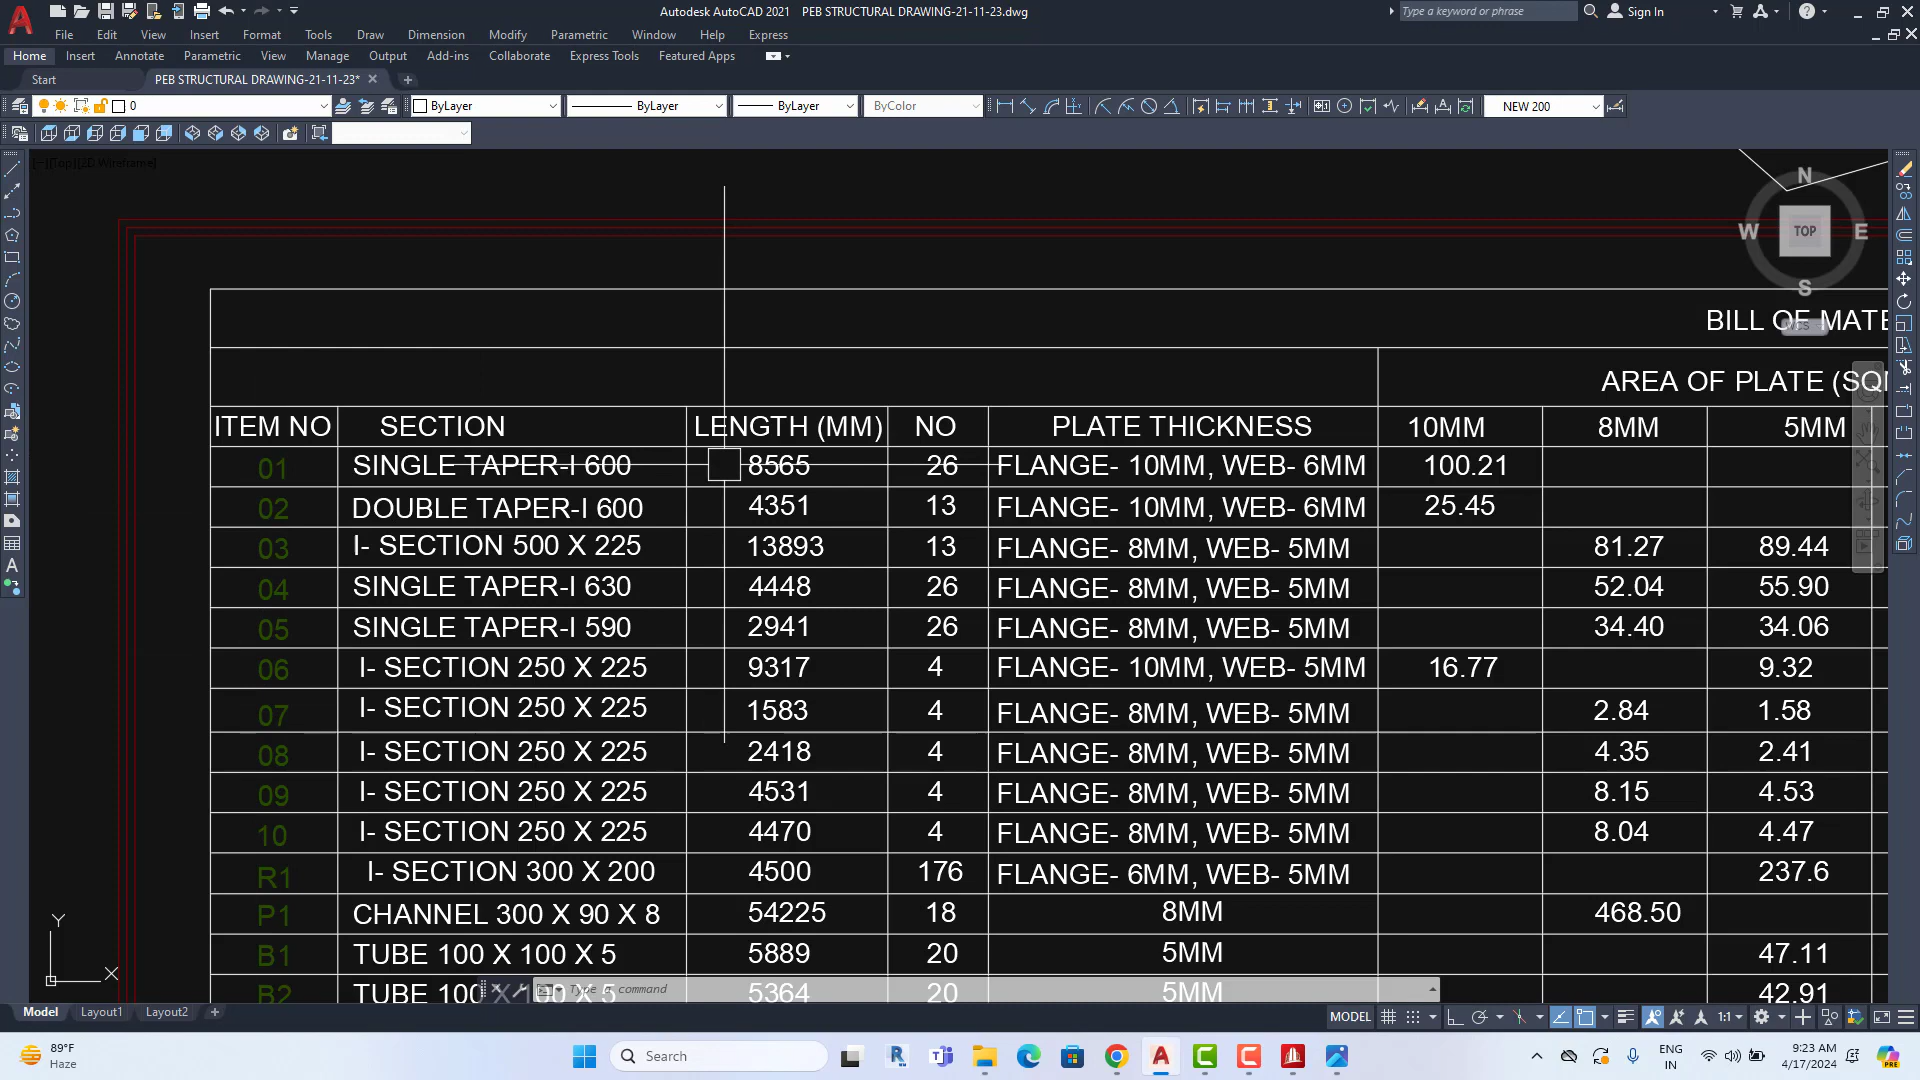 Autodesk AutoCAD 2021 PEB STRUCTURAL DRAWING-21-11-23.dwg
Type a keyword or phrase
Sign In
File Edit View Insert Format Tools Draw Dimension Modify Parametric Window Help Express
Home Insert Annotate Parametric View Manage Output Add-ins Collaborate Express Tools Featured Apps
Start PEB STRUCTURAL DRAWING-21-11-23*
0 ByLayer ByLayer ByLayer ByColor NEW 200
[−][Top][2D Wireframe]
N
W TOP E
S
BILL OF MATE
WCS
AREA OF PLATE (SQM
ITEM NO SECTION LENGTH (MM) NO PLATE THICKNESS 10MM 8MM 5MM
01 SINGLE TAPER-I 600 8565 26 FLANGE- 10MM, WEB- 6MM 100.21
02 DOUBLE TAPER-I 600 4351 13 FLANGE- 10MM, WEB- 6MM 25.45
03 I- SECTION 500 X 225 13893 13 FLANGE- 8MM, WEB- 5MM 81.27 89.44
04 SINGLE TAPER-I 630 4448 26 FLANGE- 8MM, WEB- 5MM 52.04 55.90
05 SINGLE TAPER-I 590 2941 26 FLANGE- 8MM, WEB- 5MM 34.40 34.06
06 I- SECTION 250 X 225 9317 4 FLANGE- 10MM, WEB- 5MM 16.77 9.32
07 I- SECTION 250 X 225 1583 4 FLANGE- 8MM, WEB- 5MM 2.84 1.58
08 I- SECTION 250 X 225 2418 4 FLANGE- 8MM, WEB- 5MM 4.35 2.41
09 I- SECTION 250 X 225 4531 4 FLANGE- 8MM, WEB- 5MM 8.15 4.53
10 I- SECTION 250 X 225 4470 4 FLANGE- 8MM, WEB- 5MM 8.04 4.47
R1 I- SECTION 300 X 200 4500 176 FLANGE- 6MM, WEB- 5MM 237.6
P1 CHANNEL 300 X 90 X 8 54225 18 8MM 468.50
B1 TUBE 100 X 100 X 5 5889 20 5MM 47.11
B2 TUBE 100 X 100 X 5 5364 20 5MM 42.91
Y
X
Type a command
Model Layout1 Layout2
MODEL 1:1
89°F
Haze
Search
ENG
IN
9:23 AM
4/17/2024